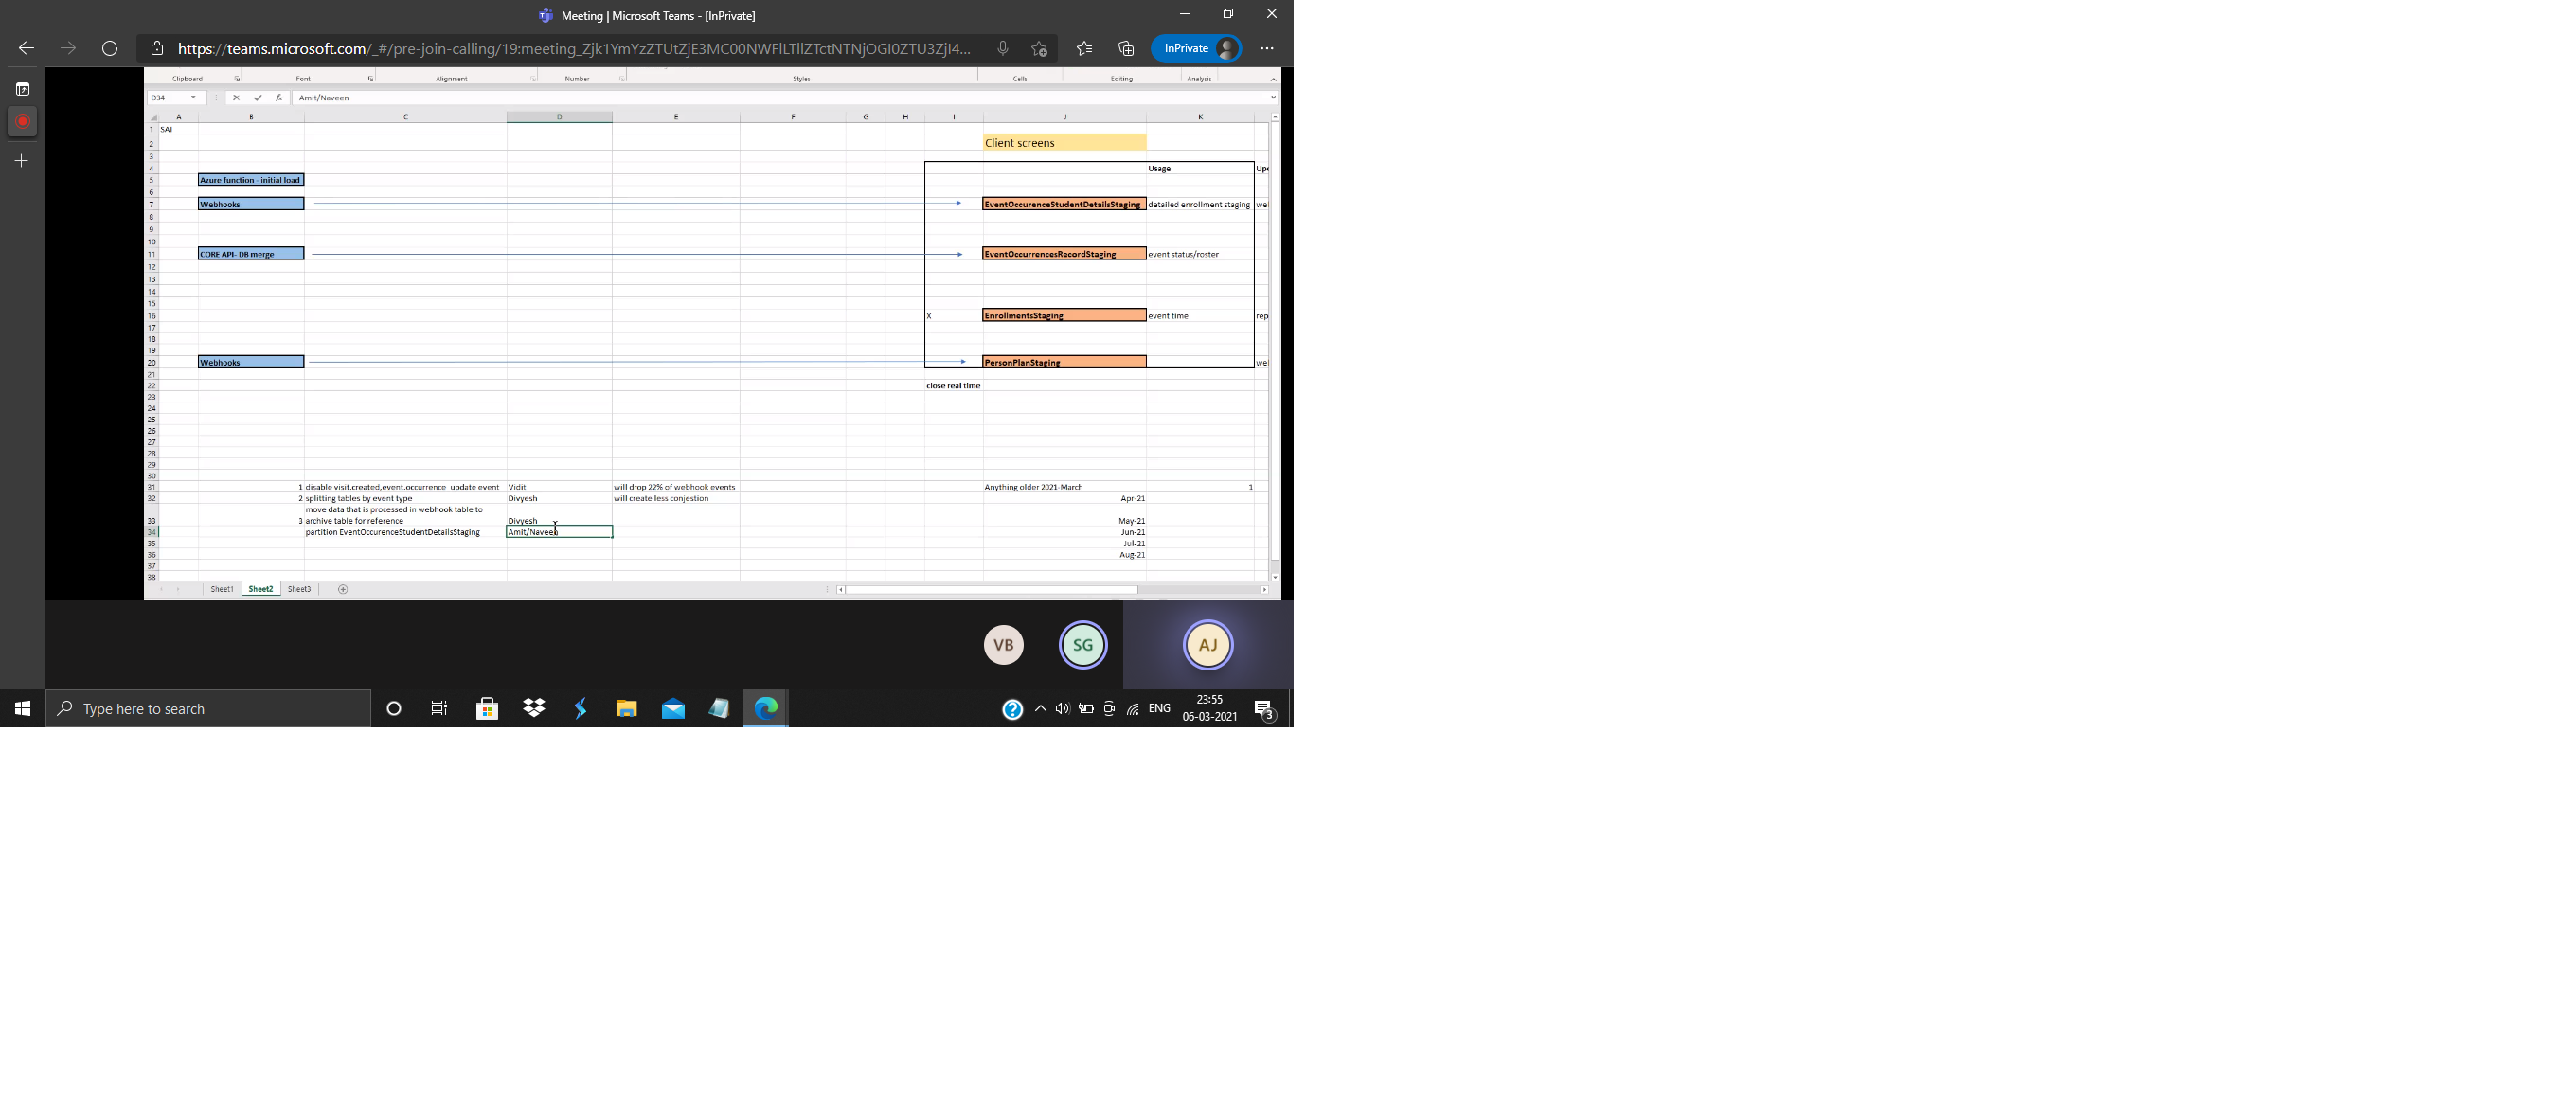 Meeting | Microsoft Teams - [InPrivate]
https://teams.microsoft.com/_#/pre-join-calling/19:meeting_Zjk1YmYzZTUtZjE3MC00NWFlLTllZTctNTNjOGI0ZTU3ZjI4...
InPrivate
Clipboard Font Alignment Number Styles Cells Editing Analysis
D34 Amit/Naveen
A B C D E F G H I J K
1 SAI
2 Client screens
3
4 Usage
5 Azure function - initial load
6
7 Webhooks EventOccurenceStudentDetailsStaging detailed enrollment staging
8
9
10
11 CORE API- DB merge EventOccurrencesRecordStaging event status/roster
12
13
14
15
16 X EnrollmentsStaging event time rep
17
18
19
20 Webhooks PersonPlanStaging
21
22 close real time
23
24
25
26
27
28
29
30
31 1 disable visit.created,event.occurrence_update event Vidit will drop 22% of webhook events Anything older 2021-March 1
32 2 splitting tables by event type Divyesh will create less conjestion Apr-21
move data that is processed in webhook table to
33 3 archive table for reference Divyesh May-21
34 partition EventOccurenceStudentDetailsStaging Amit/Naveen Jun-21
35 Jul-21
36 Aug-21
37
38
Sheet1 Sheet2 Sheet3
VB SG AJ
Type here to search
ENG
23:55
06-03-2021
3